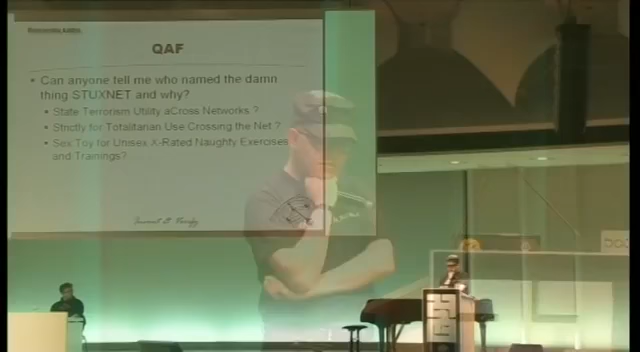 QAF
• Can anyone tell me who named the damn
thing STUXNET and why?
• State Terrorism Utility aCross Networks ?
• Strictly for Totalitarian Use Crossing the Net ?
• Sex Toy for Unisex X-Rated Naughty Exercises
and Trainings?